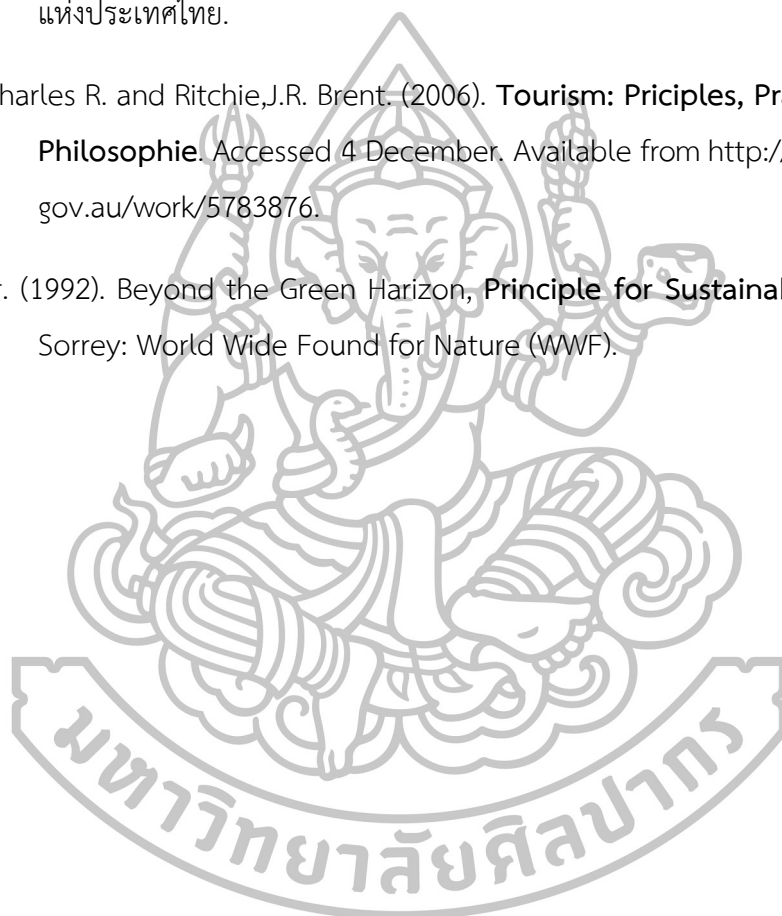 แห่งประเทศไทย.
harles R. and Ritchie,J.R. Brent. (2006). Tourism: Priciples, Pra
Philosophie. Accessed 4 December. Available from http://
gov.au/work/5783876.
r. (1992). Beyond the Green Harizon, Principle for Sustainal
Sorrey: World Wide Found for Nature (WWF).
มหาวิทยาลัยศิลปากร